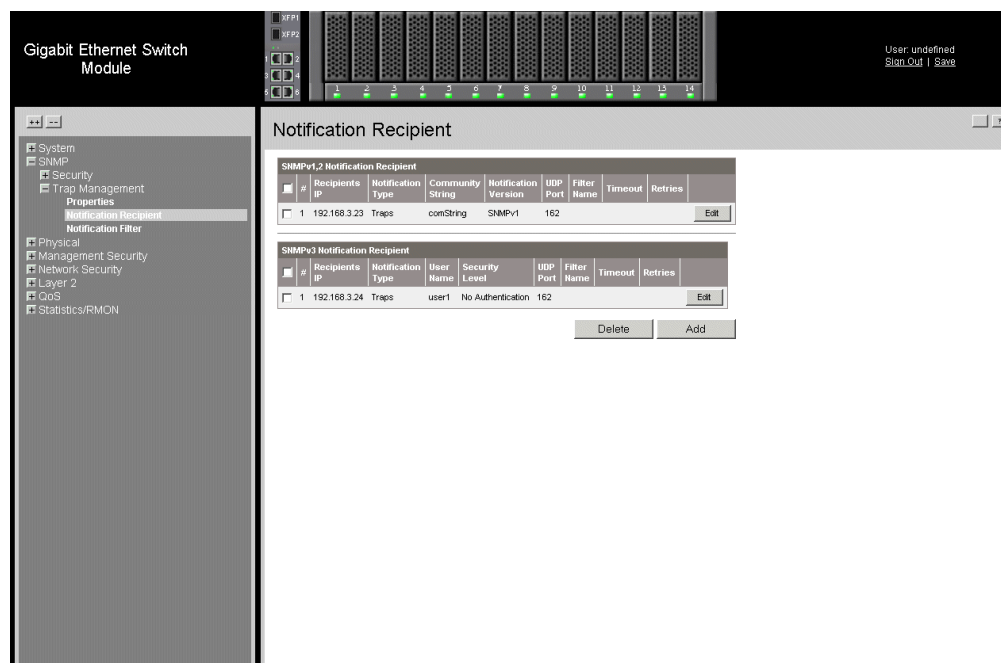 Gigabit Ethernet Switch
Module
XFP1
XFP2
1 2
3 4
5 6
1 2 3 4 5 6 7 8 9 10 11 12 13 14
User: undefined
Sign Out | Save
++ --
System
SNMP
Security
Trap Management
Properties
Notification Recipient
Notification Filter
Physical
Management Security
Network Security
Layer 2
QoS
Statistics/RMON
Notification Recipient
SNMPv1,2 Notification Recipient
# Recipients IP Notification Type Community String Notification Version UDP Port Filter Name Timeout Retries
1 192.168.3.23 Traps comString SNMPv1 162 Edit
SNMPv3 Notification Recipient
# Recipients IP Notification Type User Name Security Level UDP Port Filter Name Timeout Retries
1 192.168.3.24 Traps user1 No Authentication 162 Edit
Delete Add